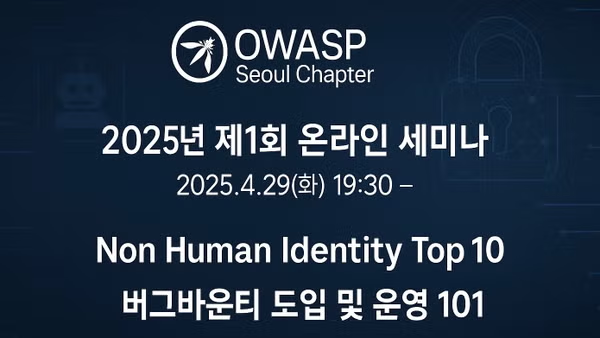 OWASP
Seoul Chapter
2025년 제1회 온라인 세미나
2025.4.29(화) 19:30 –
Non Human Identity Top 10
버그바운티 도입 및 운영 101